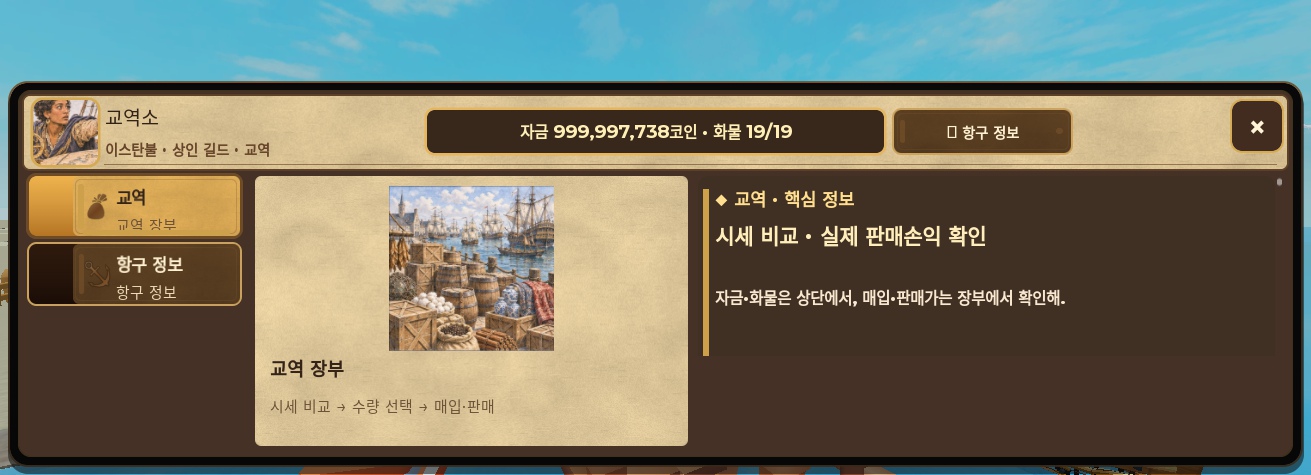 교역소
이스탄불 • 상인 길드 • 교역
자금 999,997,738코인 • 화물 19/19
항구 정보
×
교역
교역 장부
항구 정보
항구 정보
교역 장부
시세 비교 → 수량 선택 → 매입·판매
◆ 교역 • 핵심 정보
시세 비교 • 실제 판매손익 확인
자금•화물은 상단에서, 매입•판매가는 장부에서 확인해.